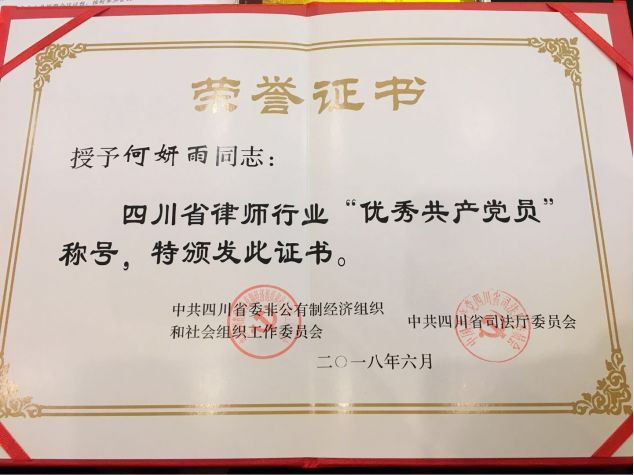 荣誉证书
授予何妍雨同志：
四川省律师行业“优秀共产党员”
称号，特颁发此证书。
中共四川省委非公有制经济组织
和社会组织工作委员会
中共四川省司法厅委员会
二〇一八年六月